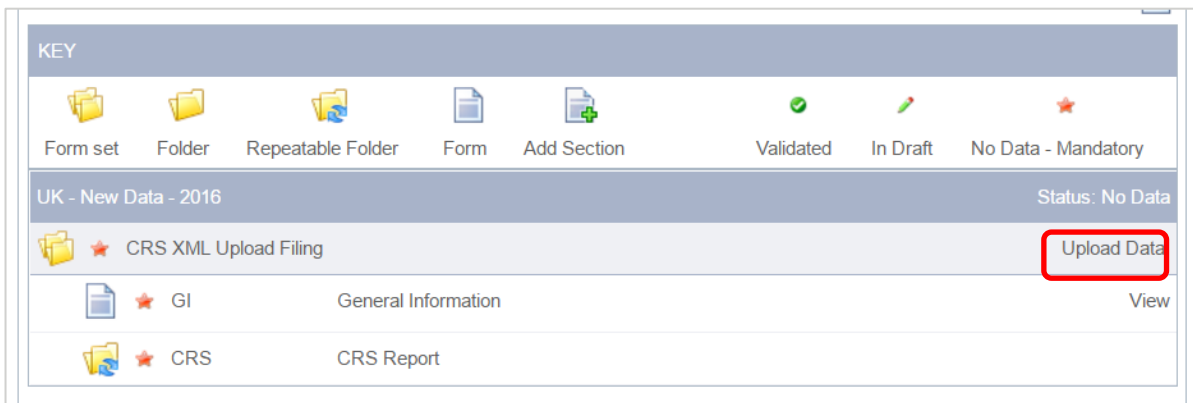 KEY
Form set Folder Repeatable Folder Form Add Section Validated In Draft No Data - Mandatory
UK - New Data - 2016 Status: No Data
CRS XML Upload Filing Upload Data
GI General Information View
CRS CRS Report